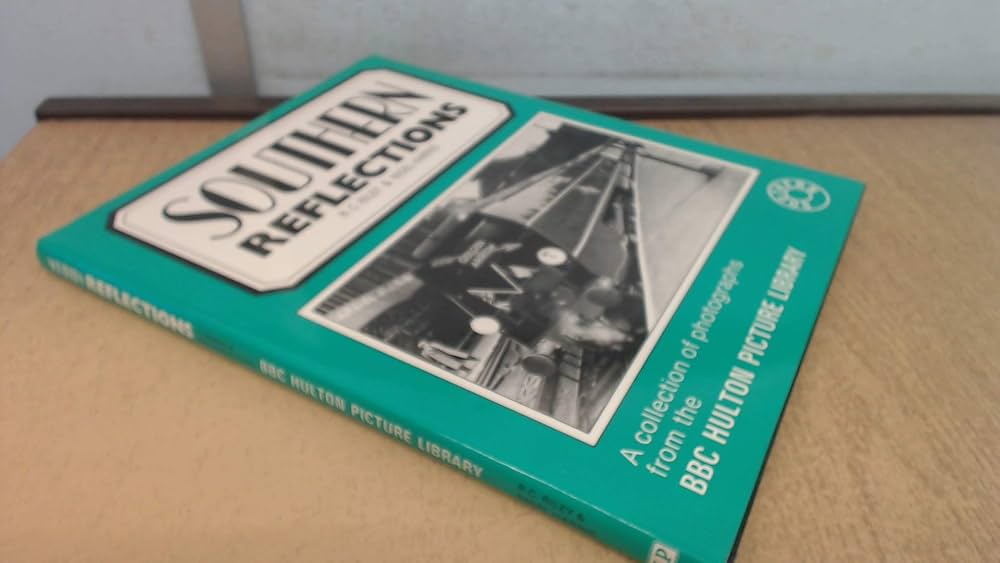 SOUTHERN
REFLECTIONS
A collection of photographs
from the
BBC HULTON PICTURE LIBRARY
REFLECTIONS
BBC HULTON PICTURE LIBRARY